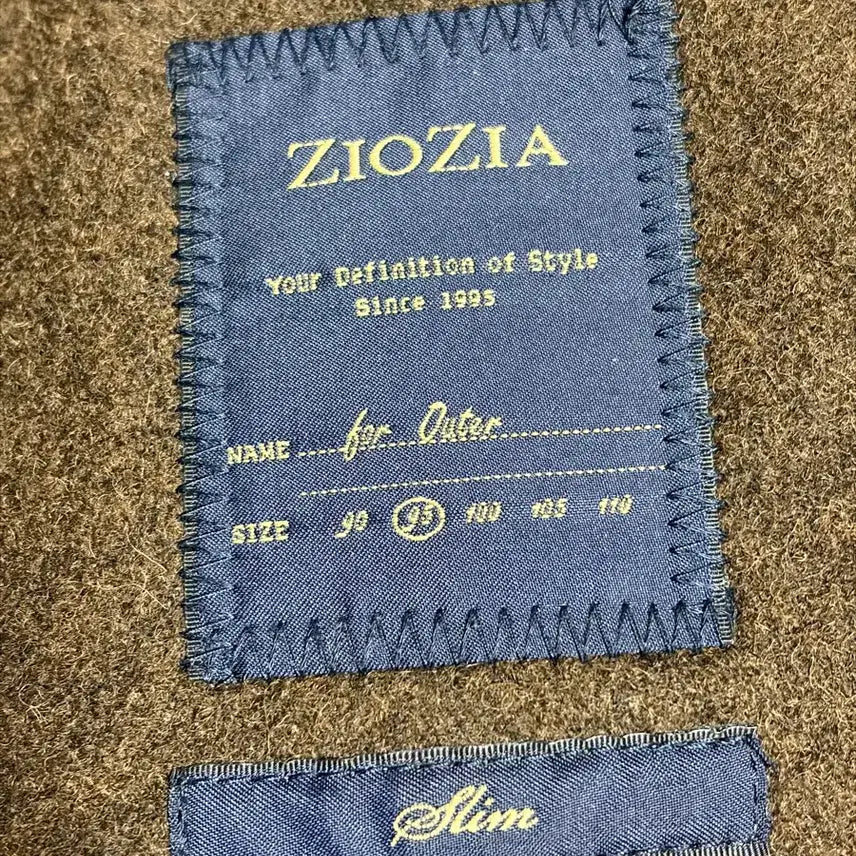 ZIOZIA
Your Definition of Style
Since 1995
NAME for Outer
SIZE 90 95 100 105 110
Slim